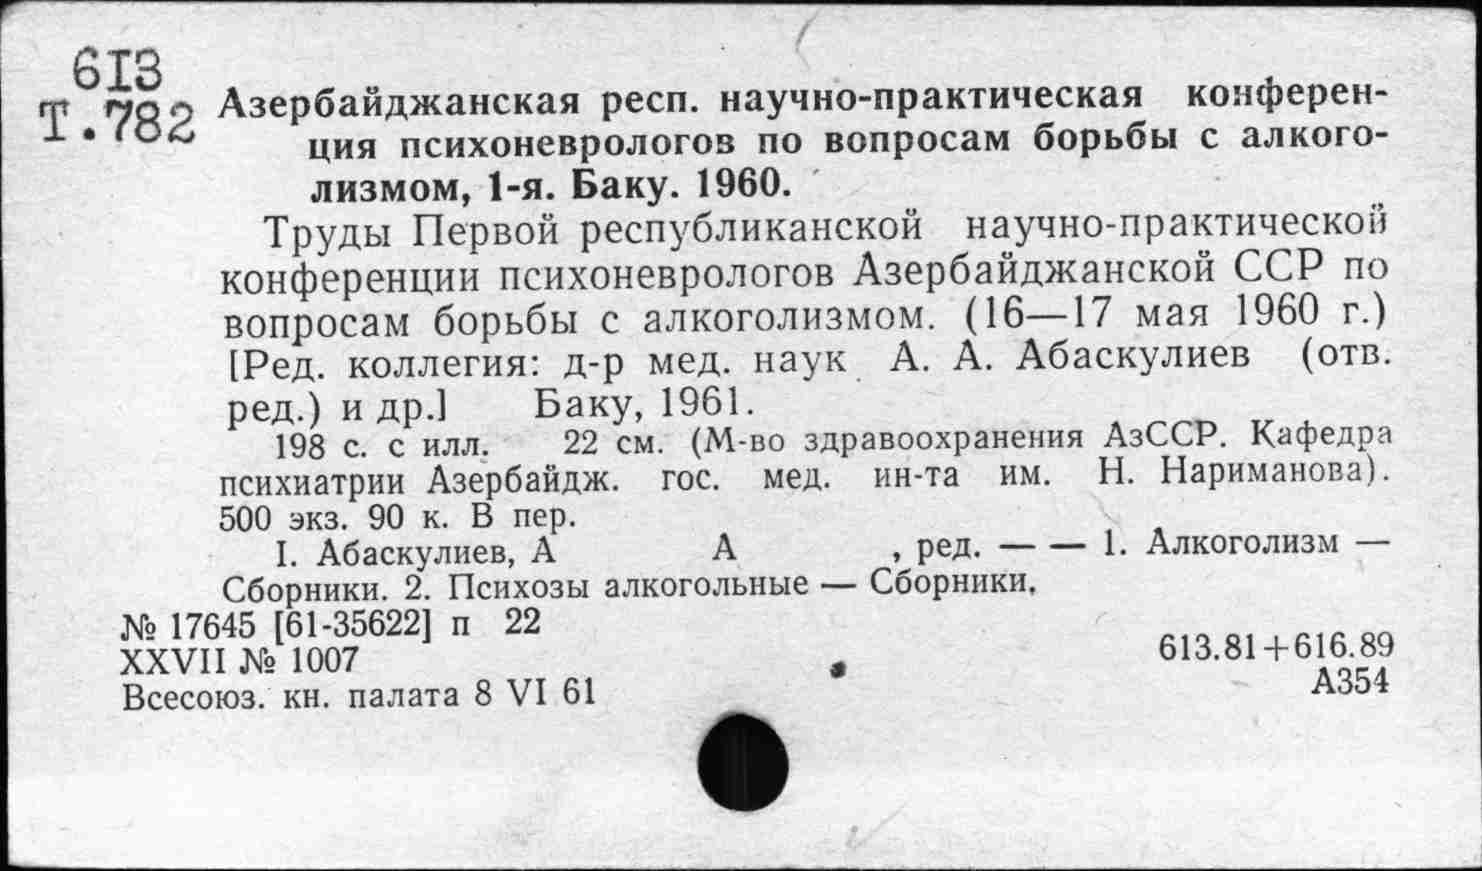 613
Т.782
Азербайджанская респ. научно-практическая конферен-
ция психоневрологов по вопросам борьбы с алкого-
лизмом, 1-я. Баку. 1960.
Труды Первой республиканской научно-практической
конференции психоневрологов Азербайджанской ССР по
вопросам борьбы с алкоголизмом. (16—17 мая 1960 г.)
[Ред. коллегия: д-р мед. наук А. А. Абаскулиев (отв.
ред.) и др.] Баку, 1961.
198 с. с илл. 22 см. (М-во здравоохранения АзССР. Кафедра
психиатрии Азербайдж. гос. мед. ин-та им. Н. Нариманова).
500 экз. 90 к. В пер.
I. Абаскулиев, А А , ред. — — 1. Алкоголизм —
Сборники. 2. Психозы алкогольные — Сборники.
№ 17645 [61-35622] п 22
XXVII № 1007
Всесоюз. кн. палата 8 VI 61
613.81+616.89
А354